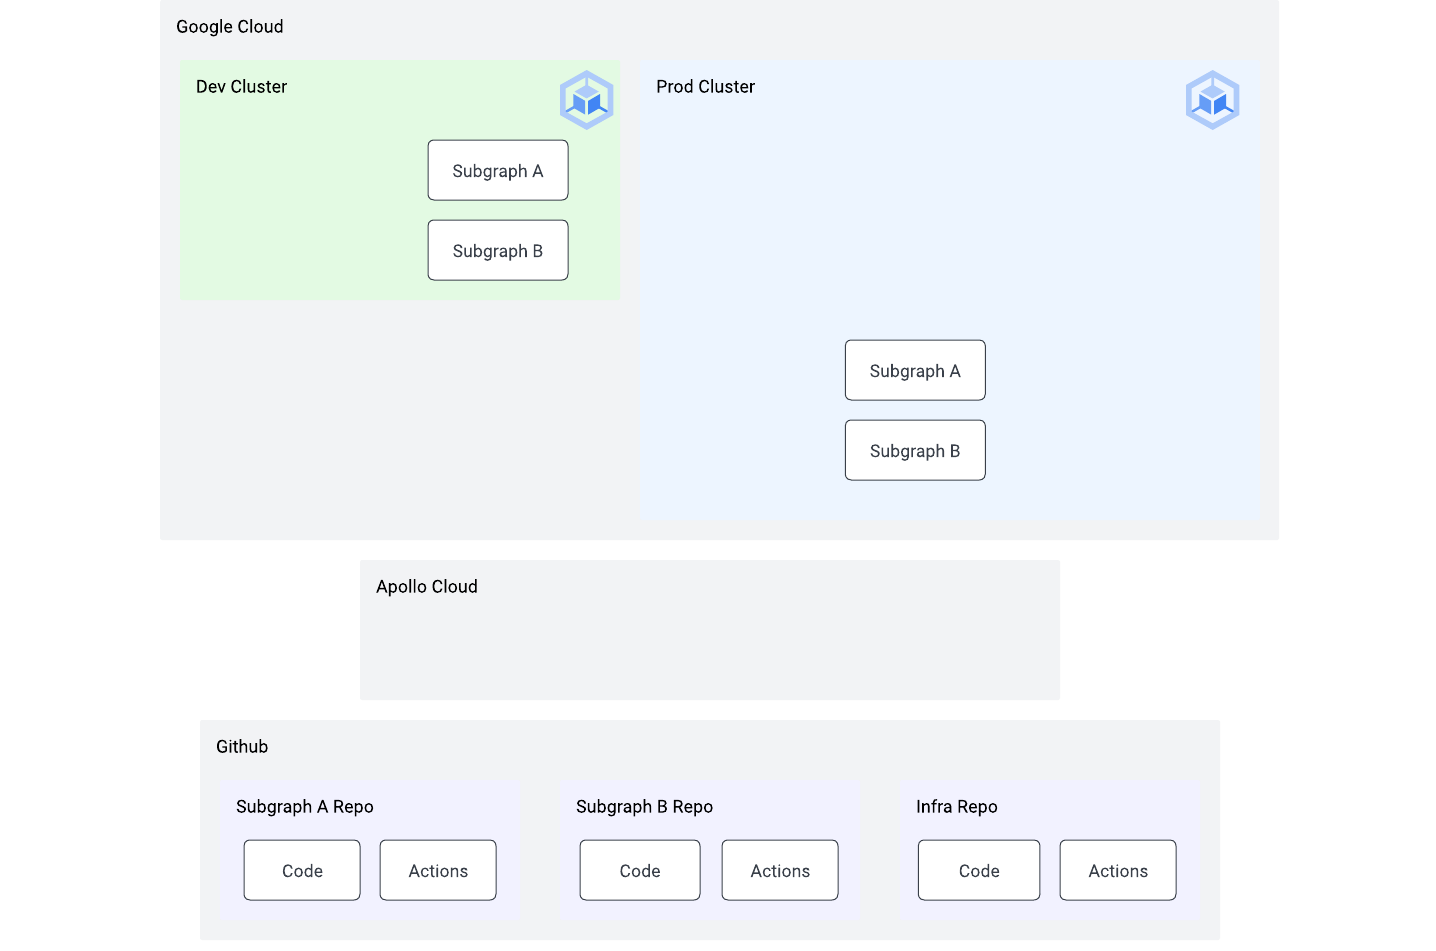 Google Cloud
Dev Cluster
Subgraph A
Subgraph B
Prod Cluster
Subgraph A
Subgraph B
Apollo Cloud
Github
Subgraph A Repo
Code
Actions
Subgraph B Repo
Code
Actions
Infra Repo
Code
Actions